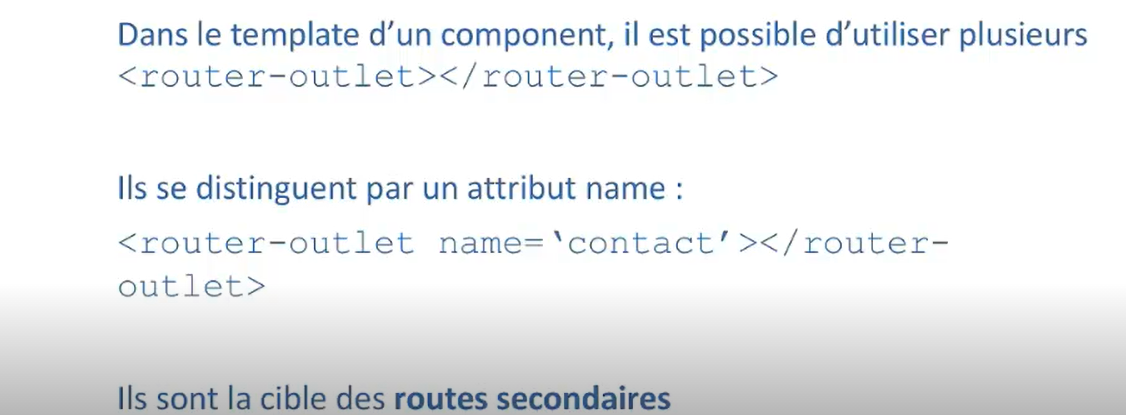 Dans le template d’un component, il est possible d’utiliser plusieurs
<router-outlet></router-outlet>
Ils se distinguent par un attribut name :
<router-outlet name=‘contact’></router-
outlet>
Ils sont la cible des routes secondaires